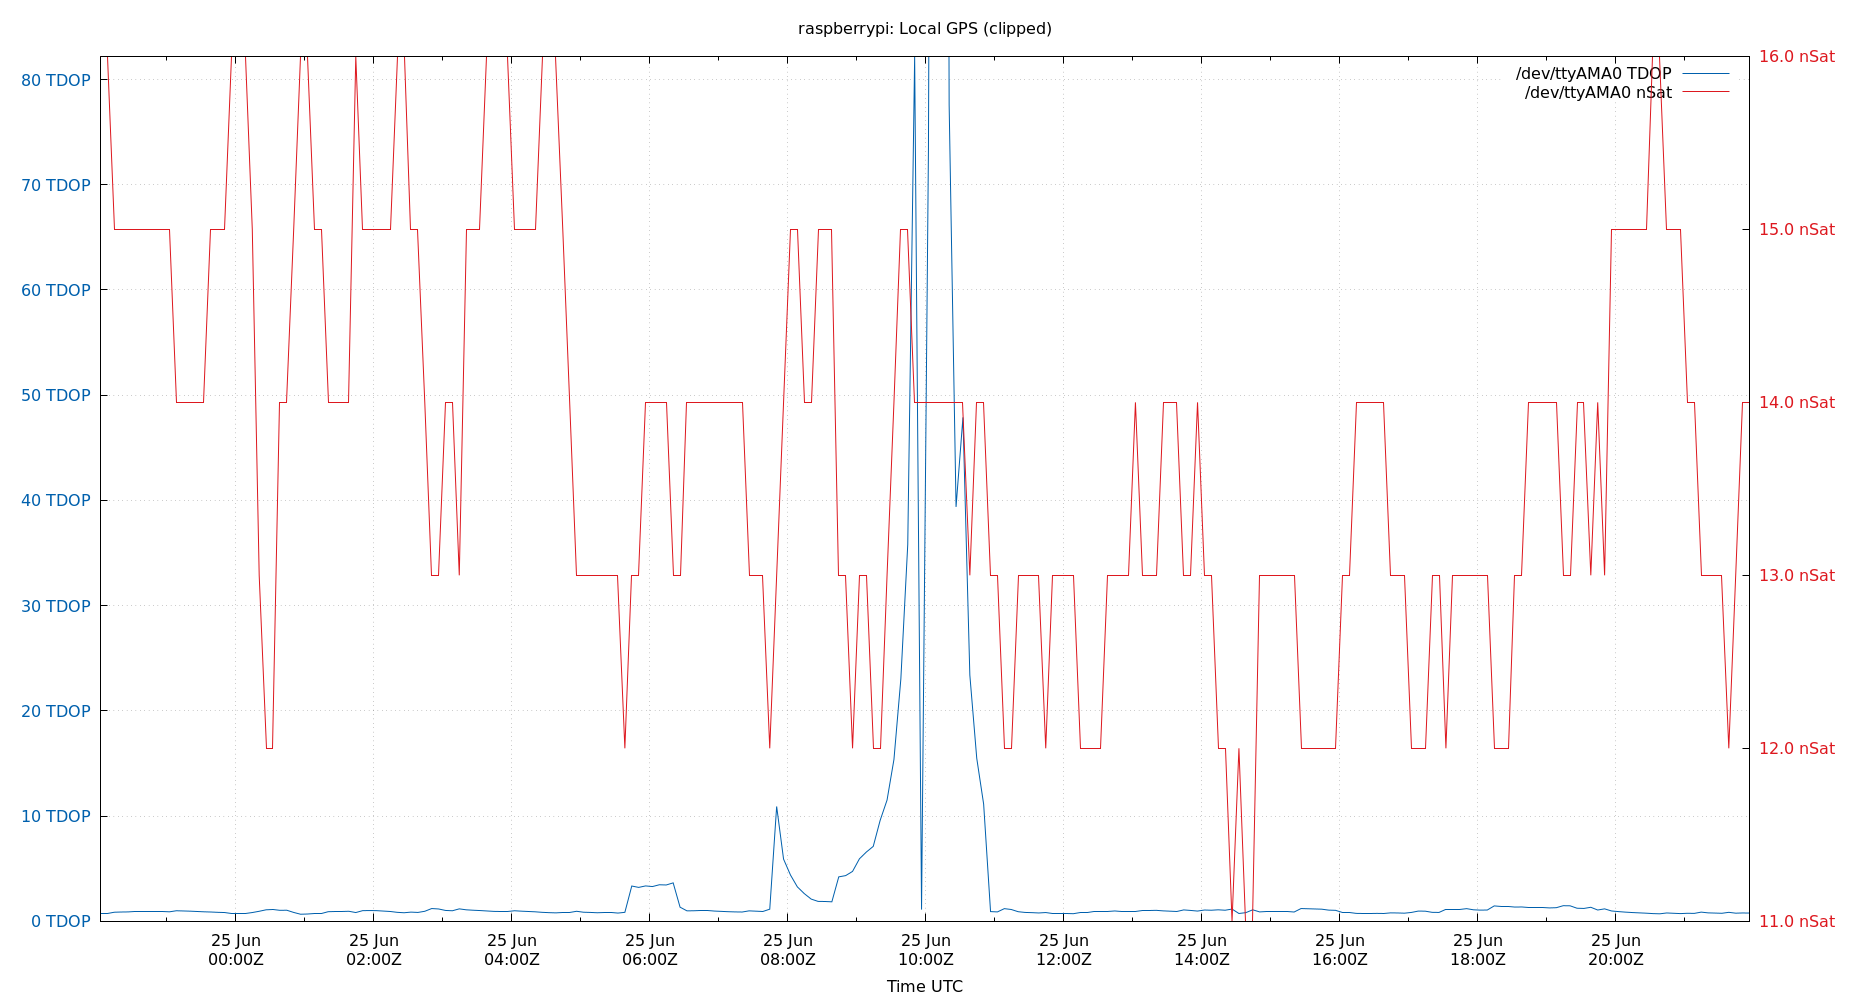 raspberrypi: Local GPS (clipped)
/dev/ttyAMA0 TDOP
/dev/ttyAMA0 nSat
80 TDOP
70 TDOP
60 TDOP
50 TDOP
40 TDOP
30 TDOP
20 TDOP
10 TDOP
0 TDOP
16.0 nSat
15.0 nSat
14.0 nSat
13.0 nSat
12.0 nSat
11.0 nSat
25 Jun 00:00Z
25 Jun 02:00Z
25 Jun 04:00Z
25 Jun 06:00Z
25 Jun 08:00Z
25 Jun 10:00Z
25 Jun 12:00Z
25 Jun 14:00Z
25 Jun 16:00Z
25 Jun 18:00Z
25 Jun 20:00Z
Time UTC